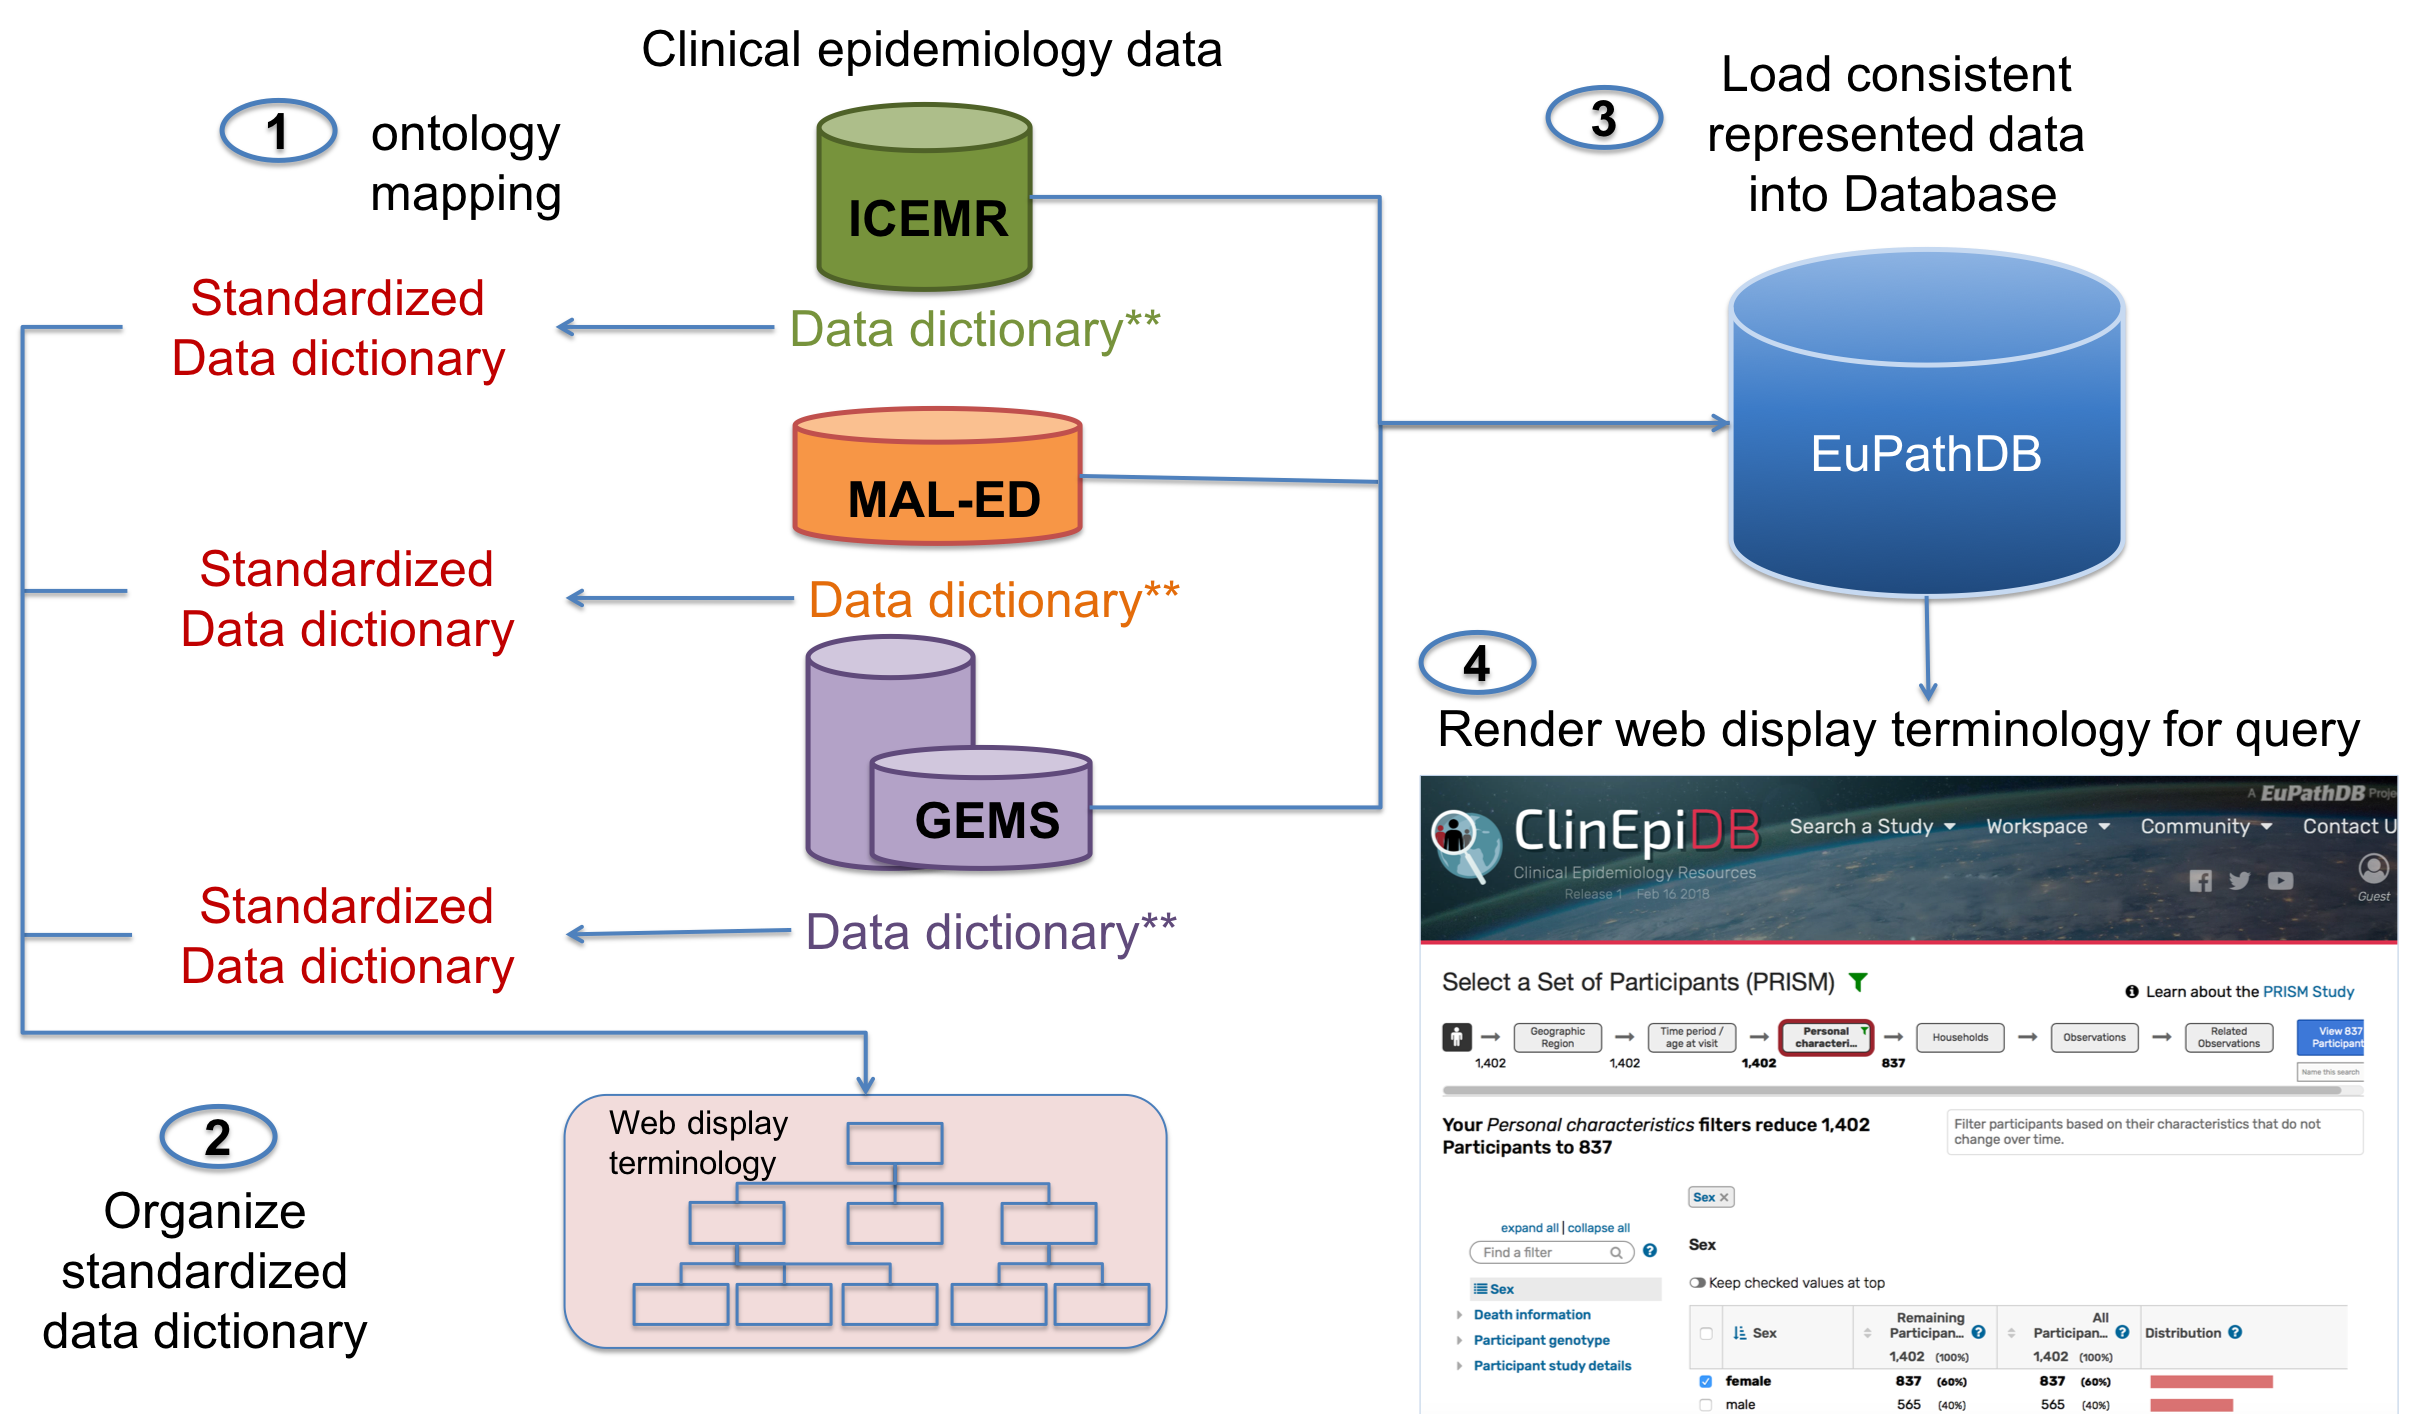 Clinical epidemiology data
1
ontology
mapping
ICEMR
Standardized
Data dictionary
Data dictionary**
MAL-ED
Standardized
Data dictionary
Data dictionary**
GEMS
Standardized
Data dictionary
Data dictionary**
2
Organize
standardized
data dictionary
Web display
terminology
3
Load consistent
represented data
into Database
EuPathDB
4
Render web display terminology for query
A EuPathDB Proje
ClinEpiDB
Clinical Epidemiology Resources
Release 1 Feb 16 2018
Search a Study
Workspace
Community
Contact U
Guest
Select a Set of Participants (PRISM)
Learn about the PRISM Study
Geographic
Region
Time period /
age at visit
Personal
characteri...
Households
Observations
Related
Observations
View 837
Participant
1,402
1,402
1,402
837
Name this search
Your Personal characteristics filters reduce 1,402
Participants to 837
Filter participants based on their characteristics that do not
change over time.
Sex ×
expand all | collapse all
Find a filter
Sex
Death information
Participant genotype
Participant study details
Sex
Keep checked values at top
Sex
Remaining
Participan...
All
Participan...
Distribution
1,402 (100%)
1,402 (100%)
female 837 (60%) 837 (60%)
male 565 (40%) 565 (40%)